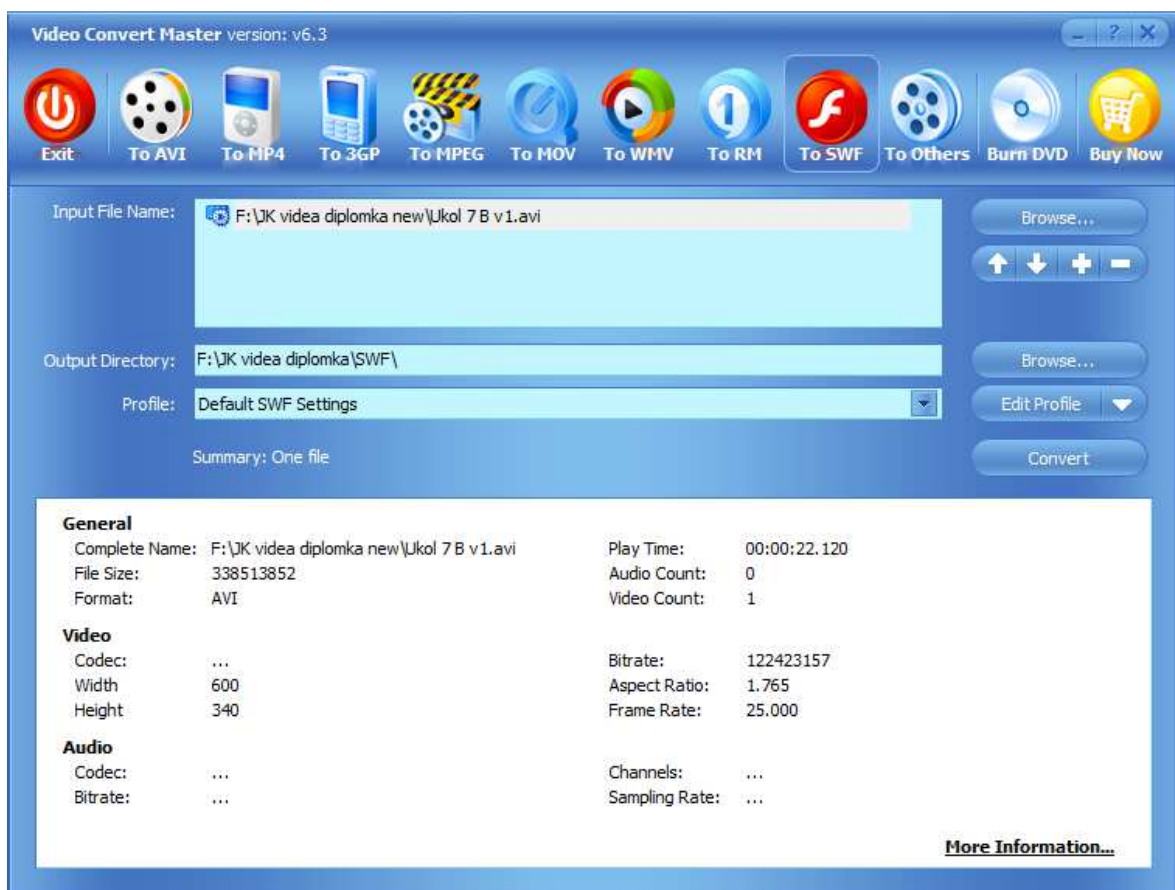 Video Convert Master version: v6.3
Exit To AVI To MP4 To 3GP To MPEG To MOV To WMV To RM To SWF To Others Burn DVD Buy Now
Input File Name: F:\JK videa diplomka new\Ukol 7 B v1.avi Browse...
Output Directory: F:\JK videa diplomka\SWF\ Browse...
Profile: Default SWF Settings Edit Profile
Summary: One file Convert
General
Complete Name: F:\JK videa diplomka new\Ukol 7 B v1.avi Play Time: 00:00:22.120
File Size: 338513852 Audio Count: 0
Format: AVI Video Count: 1
Video
Codec: ... Bitrate: 122423157
Width 600 Aspect Ratio: 1.765
Height 340 Frame Rate: 25.000
Audio
Codec: ... Channels: ...
Bitrate: ... Sampling Rate: ...
More Information...